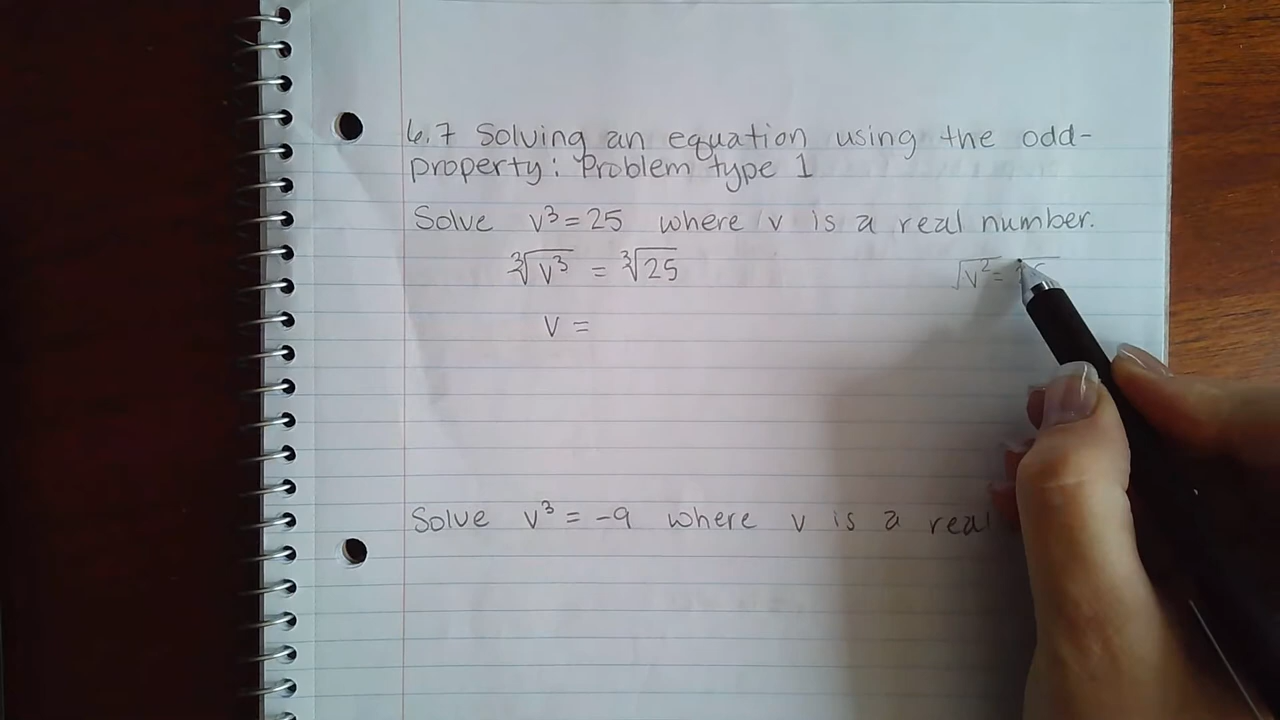 6.7 Solving an equation using the odd-
property: Problem type 1
Solve v³ = 25 where v is a real number.
∛v³ = ∛25
√v² =
v =
Solve v³ = -9 where v is a real